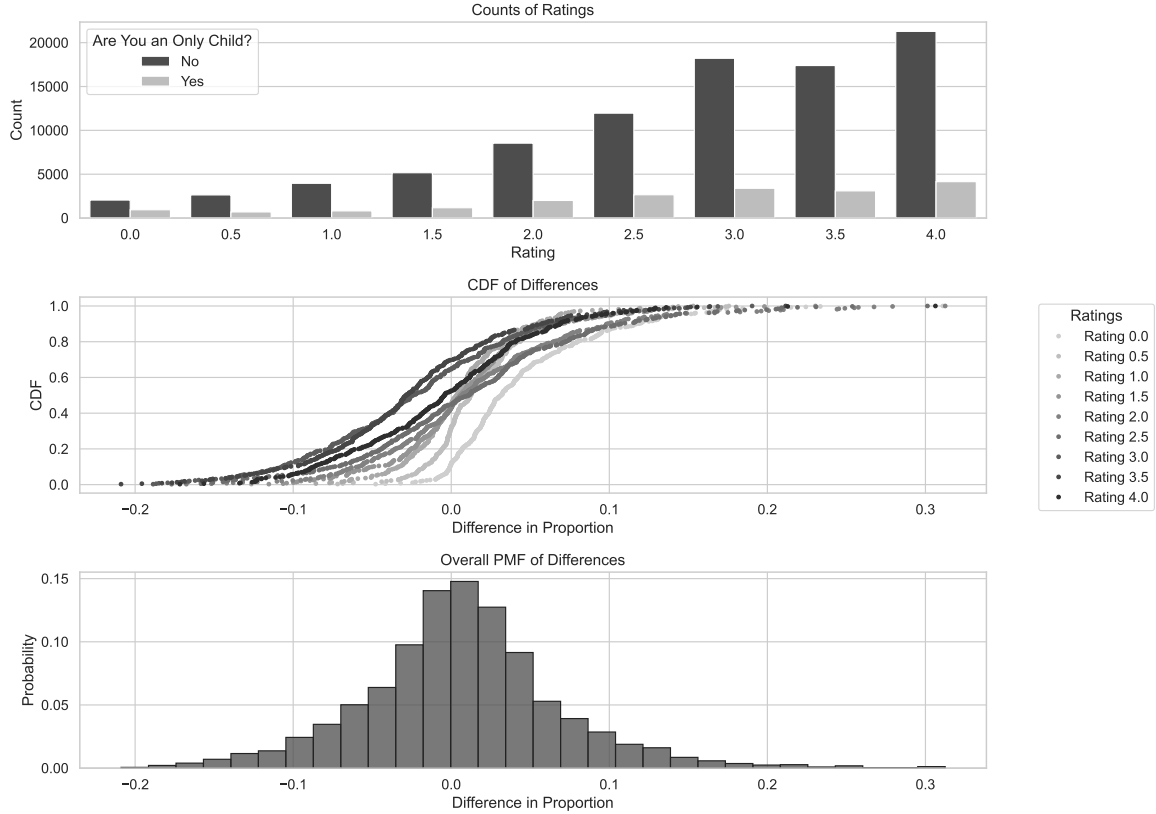 Counts of Ratings
Count
20000
15000
10000
5000
0
Are You an Only Child?
No
Yes
0.0 0.5 1.0 1.5 2.0 2.5 3.0 3.5 4.0
Rating
CDF of Differences
CDF
1.0
0.8
0.6
0.4
0.2
0.0
−0.2 −0.1 0.0 0.1 0.2 0.3
Difference in Proportion
Ratings
Rating 0.0
Rating 0.5
Rating 1.0
Rating 1.5
Rating 2.0
Rating 2.5
Rating 3.0
Rating 3.5
Rating 4.0
Overall PMF of Differences
Probability
0.15
0.10
0.05
0.00
−0.2 −0.1 0.0 0.1 0.2 0.3
Difference in Proportion